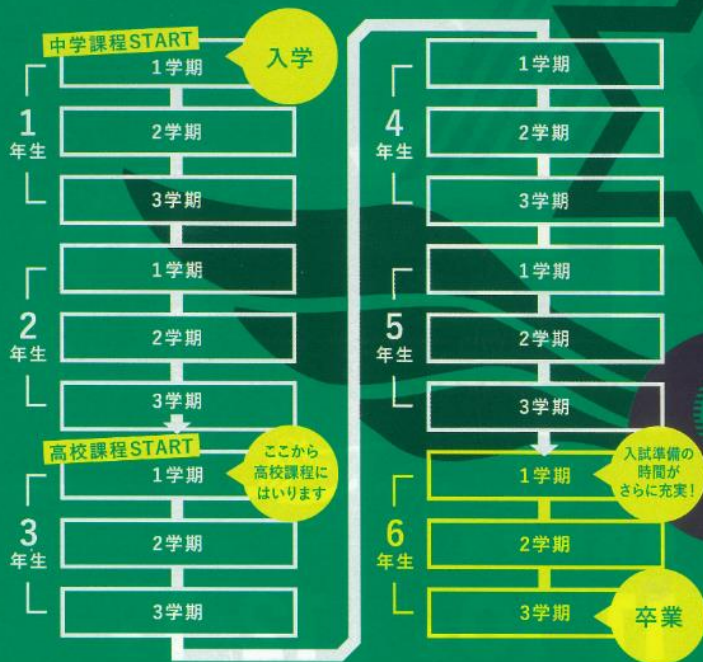 中学課程START
入学
1学期
2学期
3学期
1
年生
1学期
2学期
3学期
2
年生
高校課程START
ここから
高校課程に
はいります
1学期
2学期
3学期
3
年生
1学期
2学期
3学期
4
年生
1学期
2学期
3学期
5
年生
入試準備の
時間が
さらに充実!
1学期
2学期
3学期
6
年生
卒業